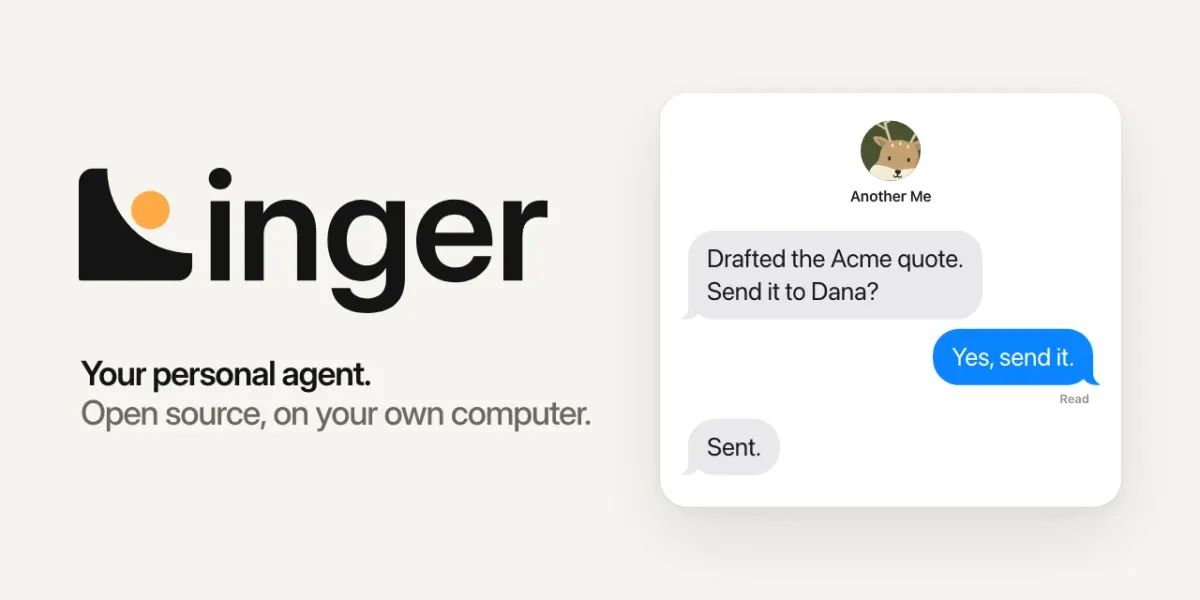 Linger
Your personal agent.
Open source, on your own computer.
Another Me
Drafted the Acme quote.
Send it to Dana?
Yes, send it.
Read
Sent.